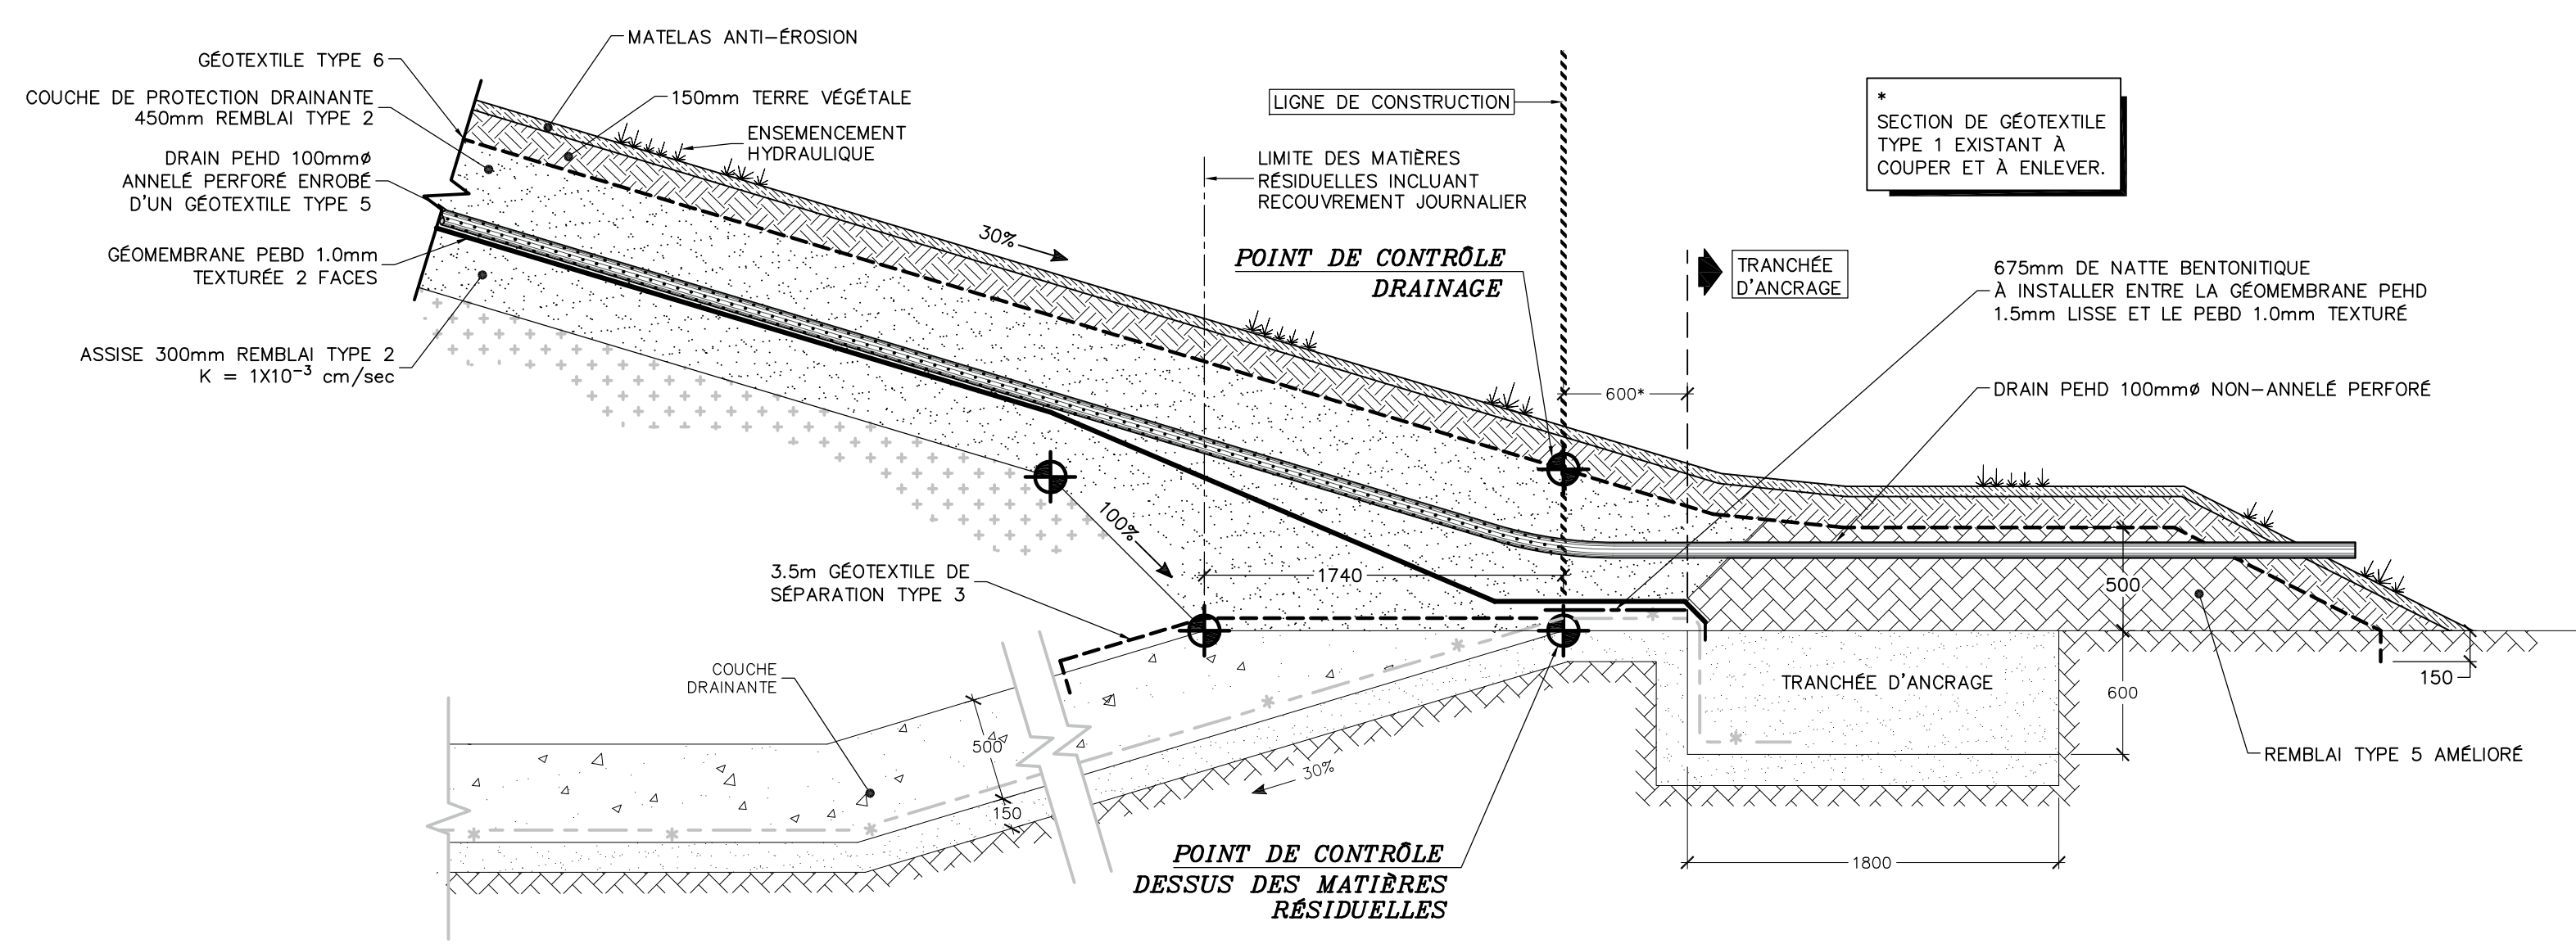 MATELAS ANTI-ÉROSION
GÉOTEXTILE TYPE 6
COUCHE DE PROTECTION DRAINANTE
450mm REMBLAI TYPE 2
150mm TERRE VÉGÉTALE
ENSEMENCEMENT
HYDRAULIQUE
DRAIN PEHD 100mmø
ANNELÉ PERFORÉ ENROBÉ
D'UN GÉOTEXTILE TYPE 5
GÉOMEMBRANE PEBD 1.0mm
TEXTURÉE 2 FACES
ASSISE 300mm REMBLAI TYPE 2
K = 1X10⁻³ cm/sec
30%
LIGNE DE CONSTRUCTION
LIMITE DES MATIÈRES
RÉSIDUELLES INCLUANT
RECOUVREMENT JOURNALIER
POINT DE CONTRÔLE
DRAINAGE
*
SECTION DE GÉOTEXTILE
TYPE 1 EXISTANT À
COUPER ET À ENLEVER.
TRANCHÉE
D'ANCRAGE
675mm DE NATTE BENTONITIQUE
À INSTALLER ENTRE LA GÉOMEMBRANE PEHD
1.5mm LISSE ET LE PEBD 1.0mm TEXTURÉ
600*
DRAIN PEHD 100mmø NON-ANNELÉ PERFORÉ
100%
1740
500
3.5m GÉOTEXTILE DE
SÉPARATION TYPE 3
COUCHE
DRAINANTE
500
150
30%
TRANCHÉE D'ANCRAGE
600
150
REMBLAI TYPE 5 AMÉLIORÉ
1800
POINT DE CONTRÔLE
DESSUS DES MATIÈRES
RÉSIDUELLES